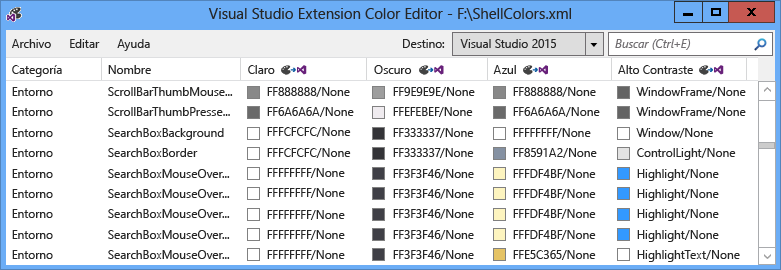 Visual Studio Extension Color Editor - F:\ShellColors.xml
Archivo Editar Ayuda Destino: Visual Studio 2015 Buscar (Ctrl+E)
Categoría Nombre Claro Oscuro Azul Alto Contraste
Entorno ScrollBarThumbMouse... FF888888/None FF9E9E9E/None FF888888/None WindowFrame/None
Entorno ScrollBarThumbPresse... FF6A6A6A/None FFEFEBEF/None FF6A6A6A/None WindowFrame/None
Entorno SearchBoxBackground FFFCFCFC/None FF333337/None FFFFFFFF/None Window/None
Entorno SearchBoxBorder FFFCFCFC/None FF333337/None FF8591A2/None ControlLight/None
Entorno SearchBoxMouseOver... FFFFFFFF/None FF3F3F46/None FFFDF4BF/None Highlight/None
Entorno SearchBoxMouseOver... FFFFFFFF/None FF3F3F46/None FFFDF4BF/None Highlight/None
Entorno SearchBoxMouseOver... FFFFFFFF/None FF3F3F46/None FFFDF4BF/None Highlight/None
Entorno SearchBoxMouseOver... FFFFFFFF/None FF3F3F46/None FFFDF4BF/None Highlight/None
Entorno SearchBoxMouseOver... FFFFFFFF/None FF3F3F46/None FFE5C365/None HighlightText/None